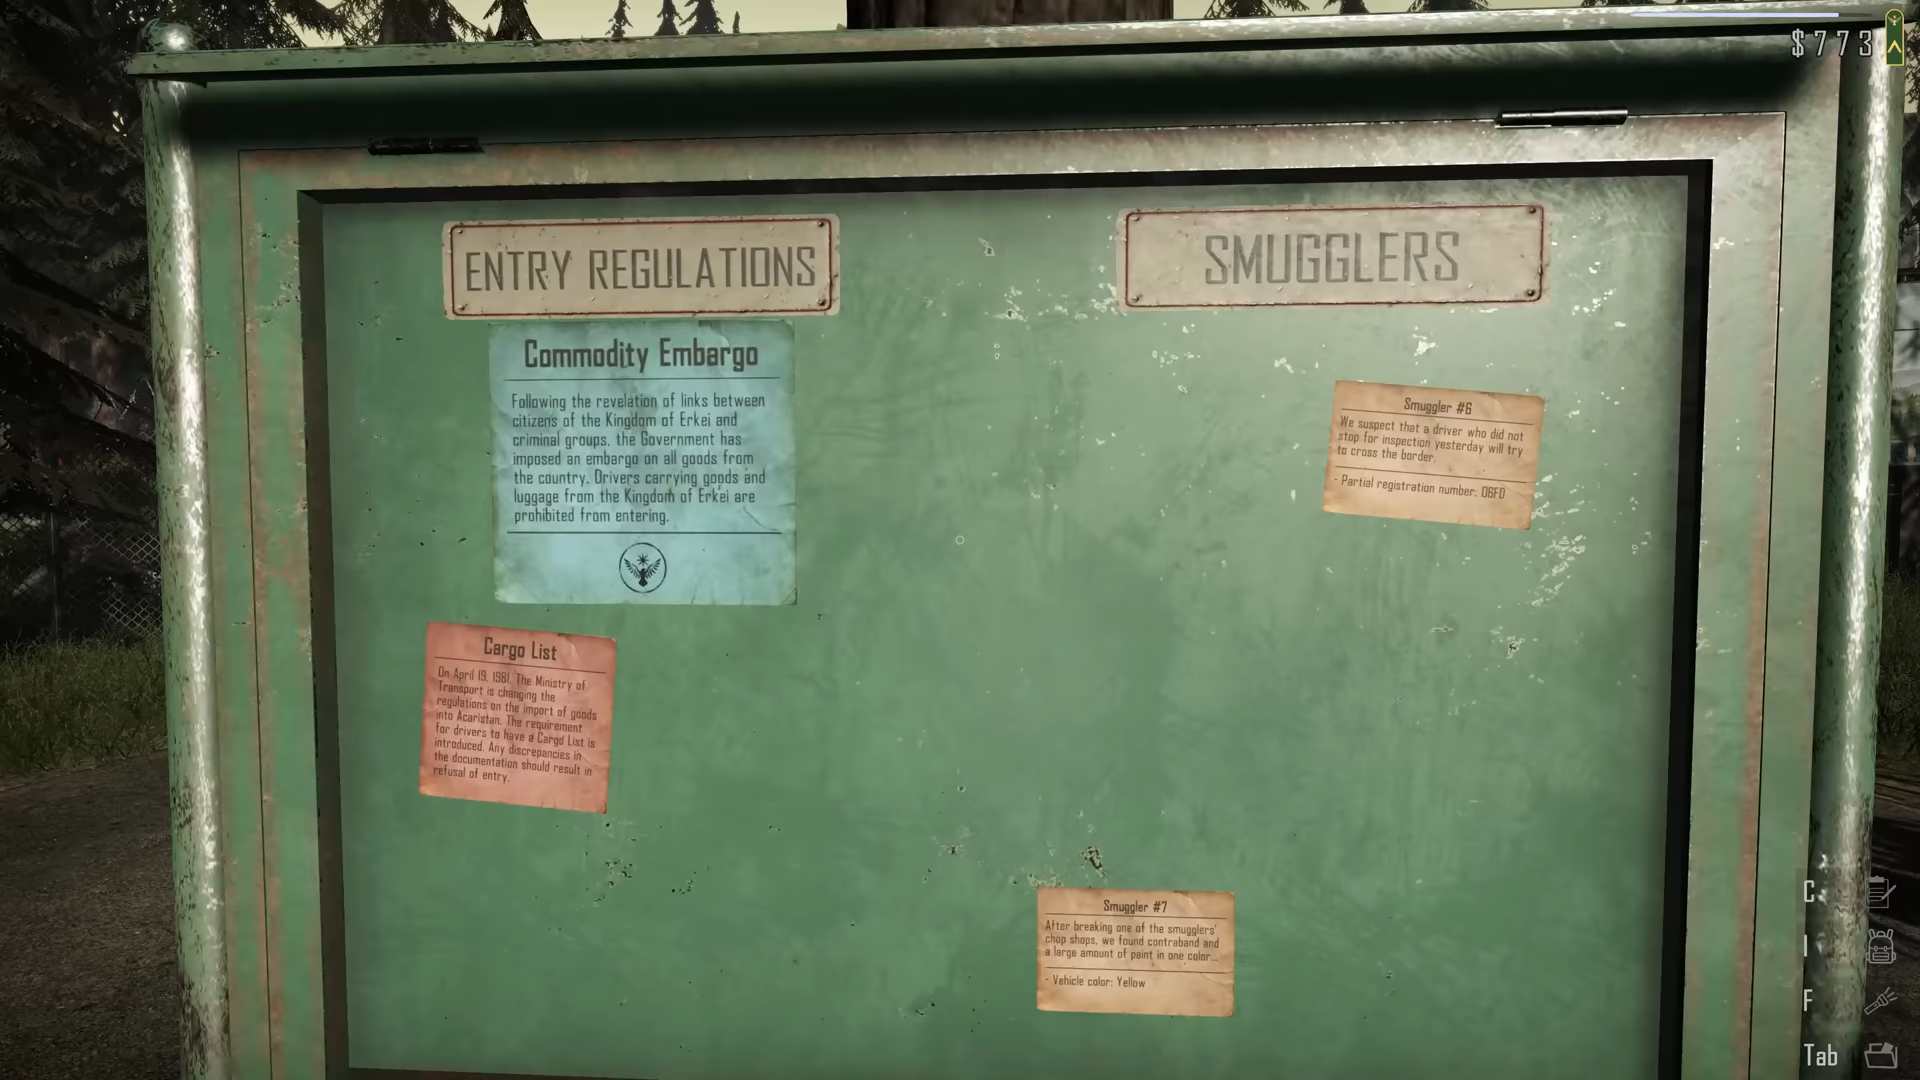 $773
ENTRY REGULATIONS
SMUGGLERS
Commodity Embargo
Following the revelation of links between
citizens of the Kingdom of Erkei and
criminal groups, the Government has
imposed an embargo on all goods from
the country. Drivers carrying goods and
luggage from the Kingdom of Erkei are
prohibited from entering.
Smuggler #6
We suspect that a driver who did not
stop for inspection yesterday will try
to cross the border.
- Partial registration number: D6FD
Cargo List
On April 19, 1981, The Ministry of
Transport is changing the
regulations on the import of goods
into Acaristan. The requirement
for drivers to have a Cargo List is
introduced. Any discrepancies in
the documentation should result in
refusal of entry.
Smuggler #7
After breaking one of the smugglers'
chop shops, we found contraband and
a large amount of paint in one color...
- Vehicle color: Yellow
C
I
F
Tab